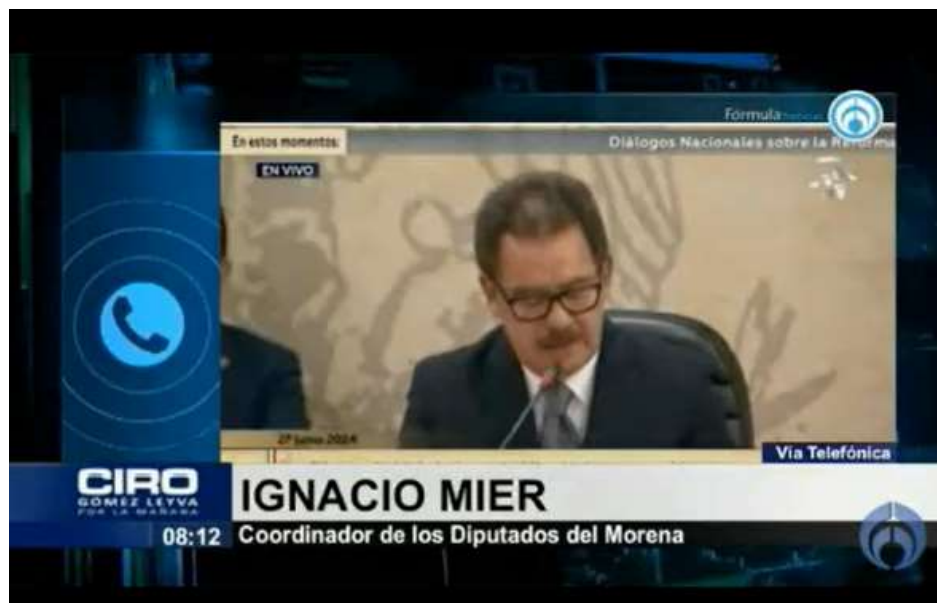 Fórmula
En estos momentos:
Diálogos Nacionales sobre la Reforma
EN VIVO
27 junio 2024
Vía Telefónica
CIRO
GÓMEZ LEYVA
POR LA MAÑANA
IGNACIO MIER
08:12
Coordinador de los Diputados del Morena